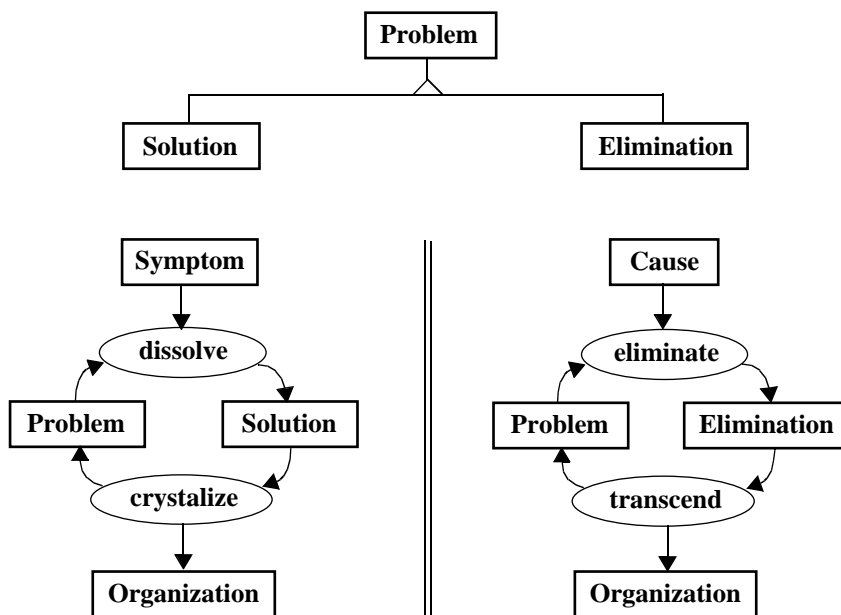 Problem
Solution
Elimination
Symptom
dissolve
Problem
Solution
crystalize
Organization
Cause
eliminate
Problem
Elimination
transcend
Organization